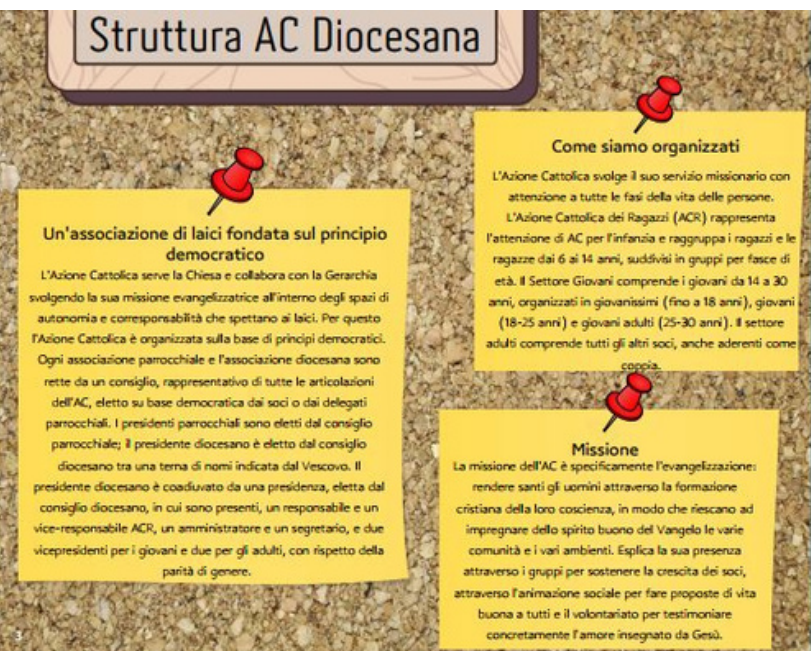 Struttura AC Diocesana
Un'associazione di laici fondata sul principio
democratico
L'Azione Cattolica serve la Chiesa e collabora con la Gerarchia
svolgendo la sua missione evangelizzatrice all'interno degli spazi di
autonomia e corresponsabilità che spettano ai laici. Per questo
l'Azione Cattolica è organizzata sulla base di principi democratici.
Ogni associazione parrocchiale e l'associazione diocesana sono
rette da un consiglio, rappresentativo di tutte le articolazioni
dell'AC, eletto su base democratica dai soci o dai delegati
parrocchiali. I presidenti parrocchiali sono eletti dal consiglio
parrocchiale; il presidente diocesano è eletto dal consiglio
diocesano tra una terna di nomi indicata dal Vescovo. Il
presidente diocesano è coadiuvato da una presidenza, eletta dal
consiglio diocesano, in cui sono presenti, un responsabile e un
vice-responsabile ACR, un amministratore e un segretario, e due
vicepresidenti per i giovani e due per gli adulti, con rispetto della
parità di genere.
Come siamo organizzati
L'Azione Cattolica svolge il suo servizio missionario con
attenzione a tutte le fasi della vita delle persone.
L'Azione Cattolica dei Ragazzi (ACR) rappresenta
l'attenzione di AC per l'infanzia e raggruppa i ragazzi e le
ragazze dai 6 ai 14 anni, suddivisi in gruppi per fasce di
età. Il Settore Giovani comprende i giovani da 14 a 30
anni, organizzati in giovanissimi (fino a 18 anni), giovani
(18-25 anni) e giovani adulti (25-30 anni). Il settore
adulti comprende tutti gli altri soci, anche aderenti come
coppia.
Missione
La missione dell'AC è specificamente l'evangelizzazione:
rendere santi gli uomini attraverso la formazione
cristiana della loro coscienza, in modo che riescano ad
impregnare dello spirito buono del Vangelo le varie
comunità e i vari ambienti. Esplica la sua presenza
attraverso i gruppi per sostenere la crescita dei soci,
attraverso l'animazione sociale per fare proposte di vita
buona a tutti e il volontariato per testimoniare
concretamente l'amore insegnato da Gesù.
3